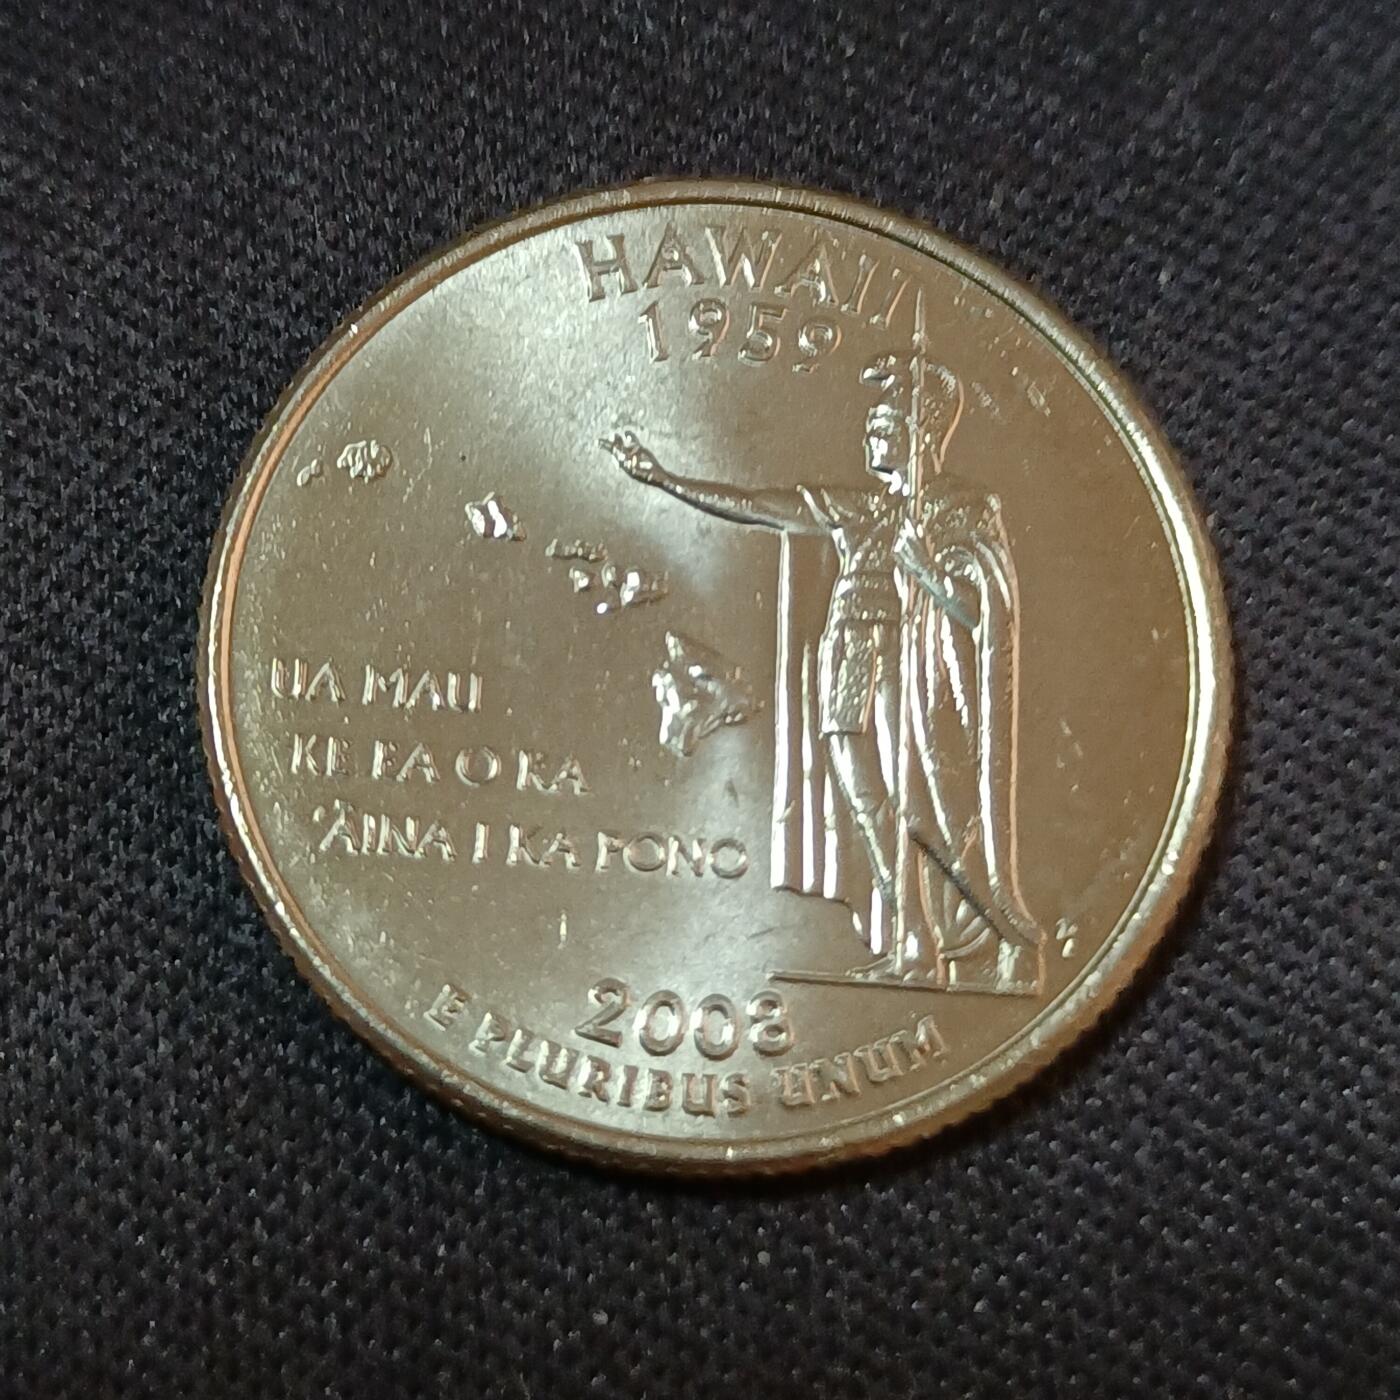 HAWAII
1959
UA MAU
KE EA O KA
ʻĀINA I KA PONO
2008
E PLURIBUS UNUM